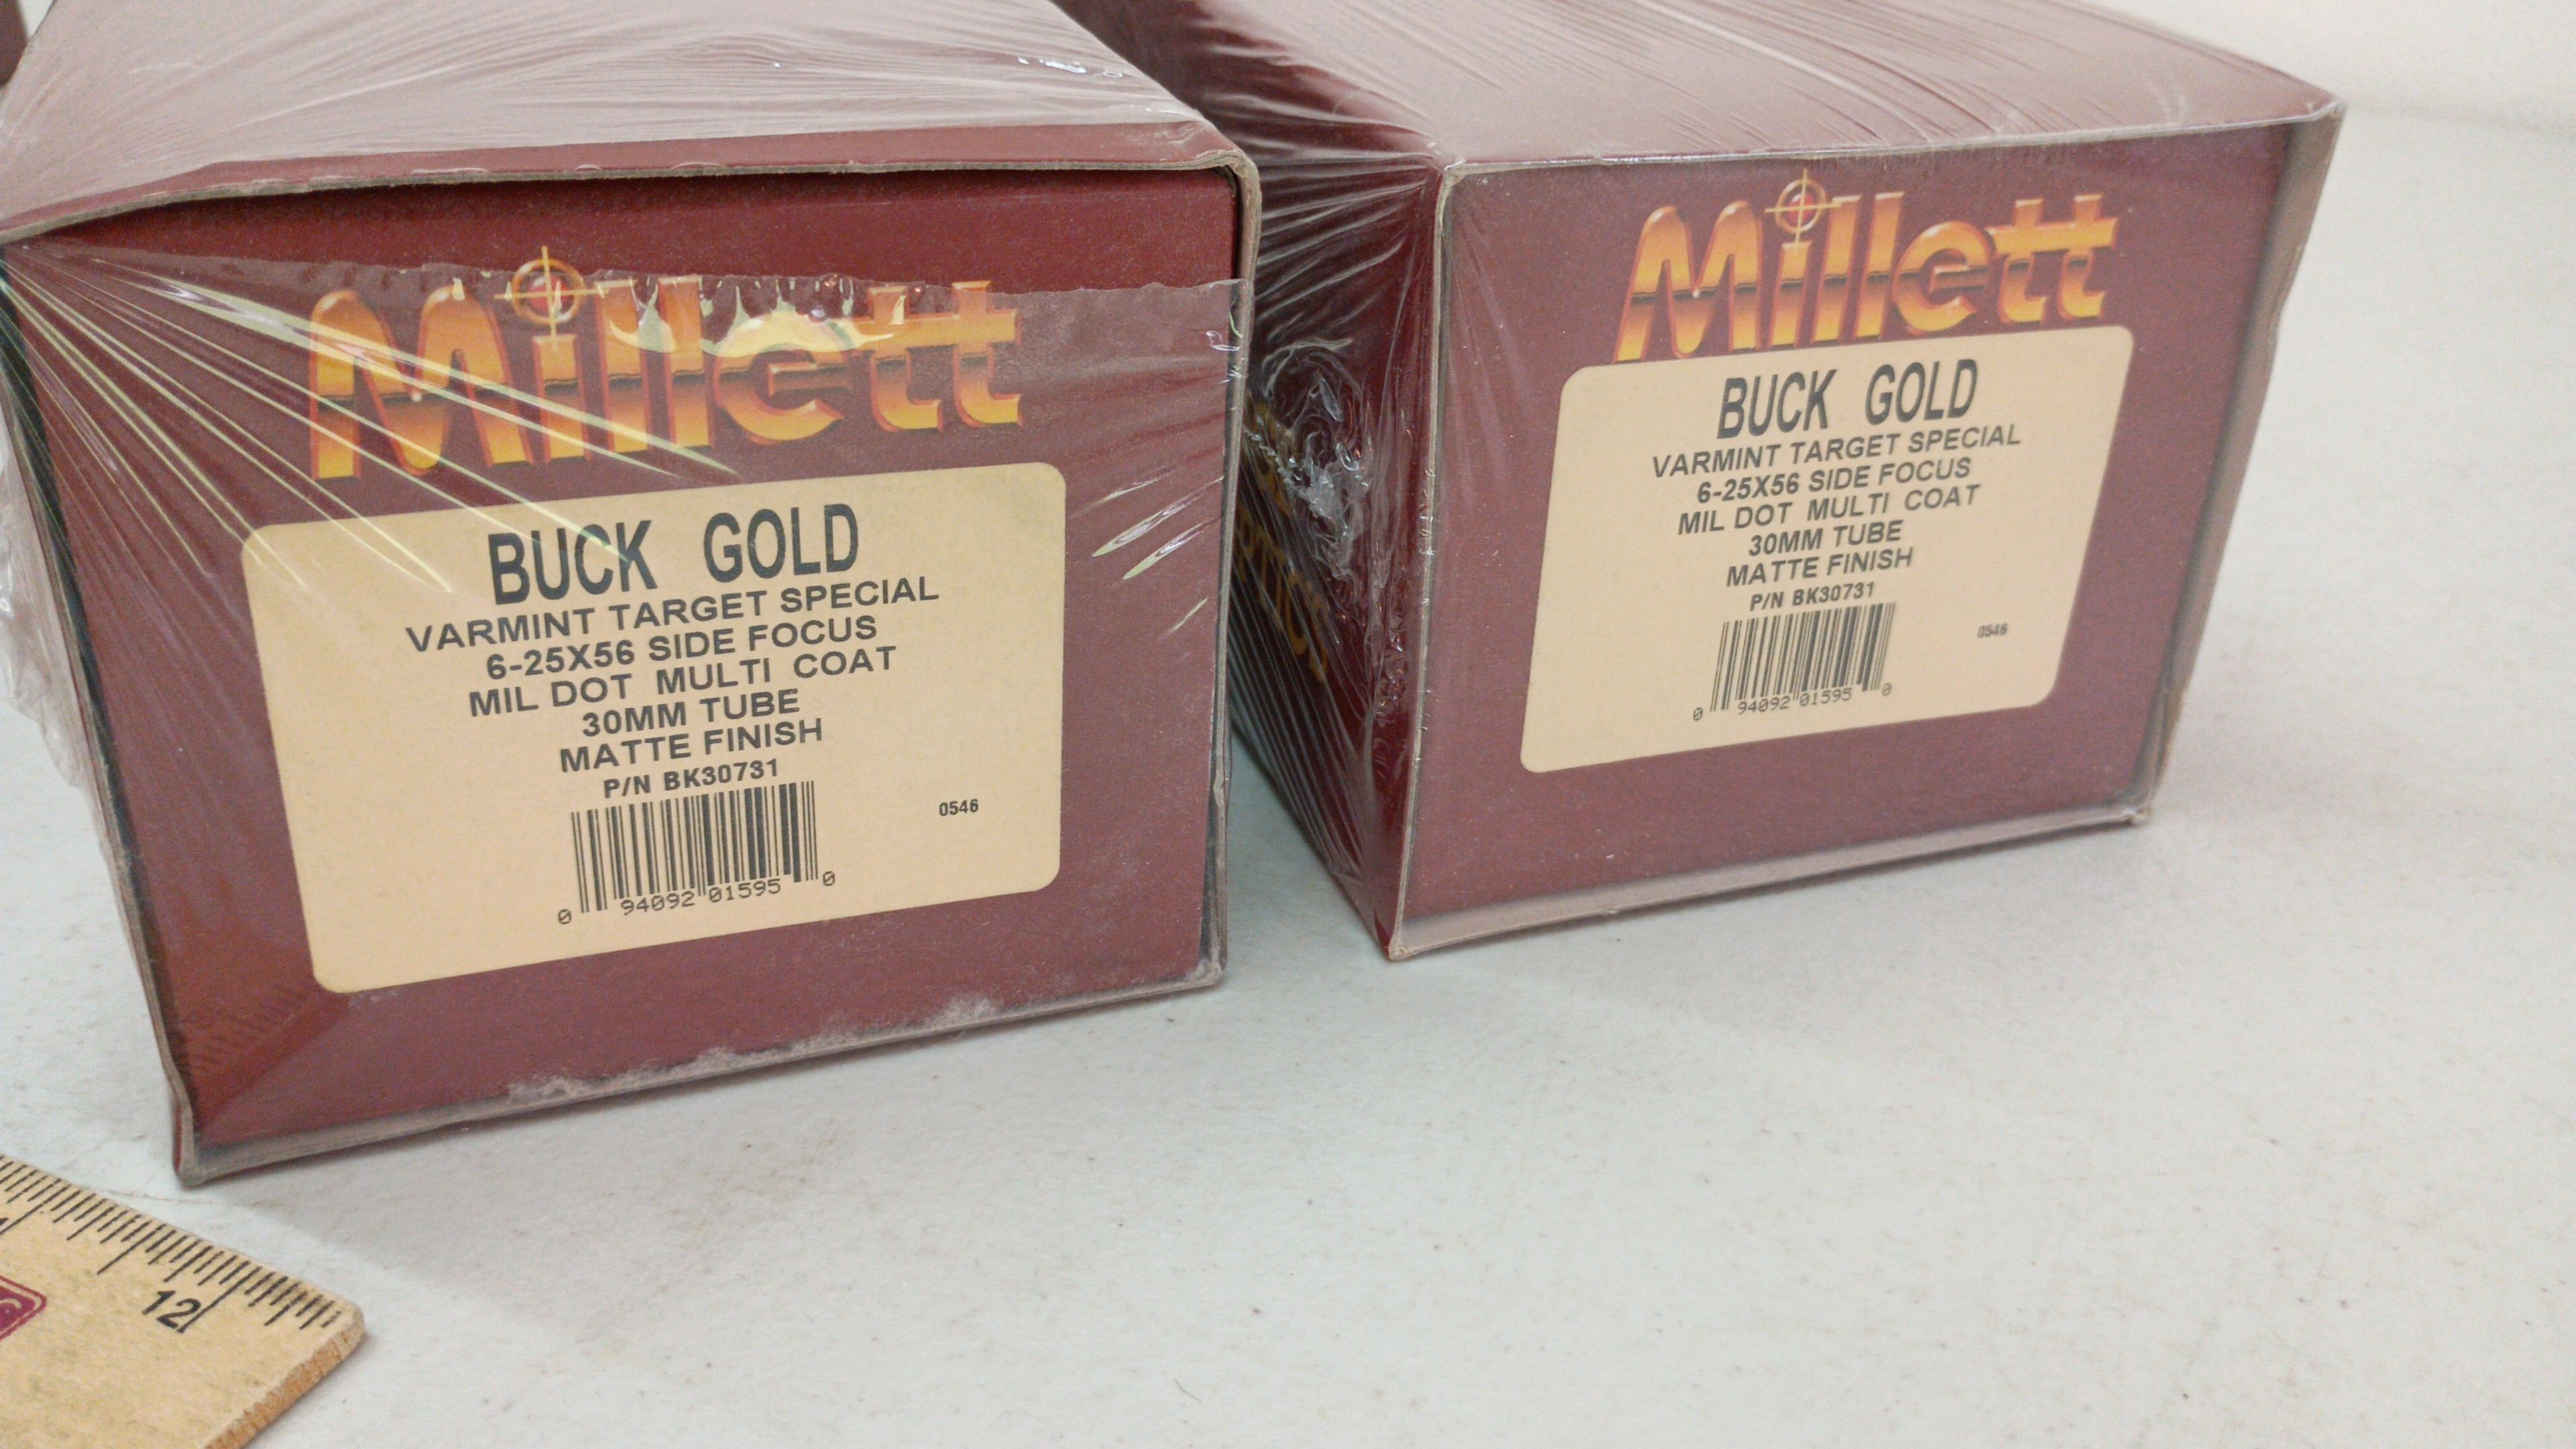 Millett
BUCK GOLD
VARMINT TARGET SPECIAL
6-25X56 SIDE FOCUS
MIL DOT MULTI COAT
30MM TUBE
MATTE FINISH
P/N BK30731
0546
0 94092 01595 0
Millett
BUCK GOLD
VARMINT TARGET SPECIAL
6-25X56 SIDE FOCUS
MIL DOT MULTI COAT
30MM TUBE
MATTE FINISH
P/N BK30731
0546
0 94092 01595 0
12